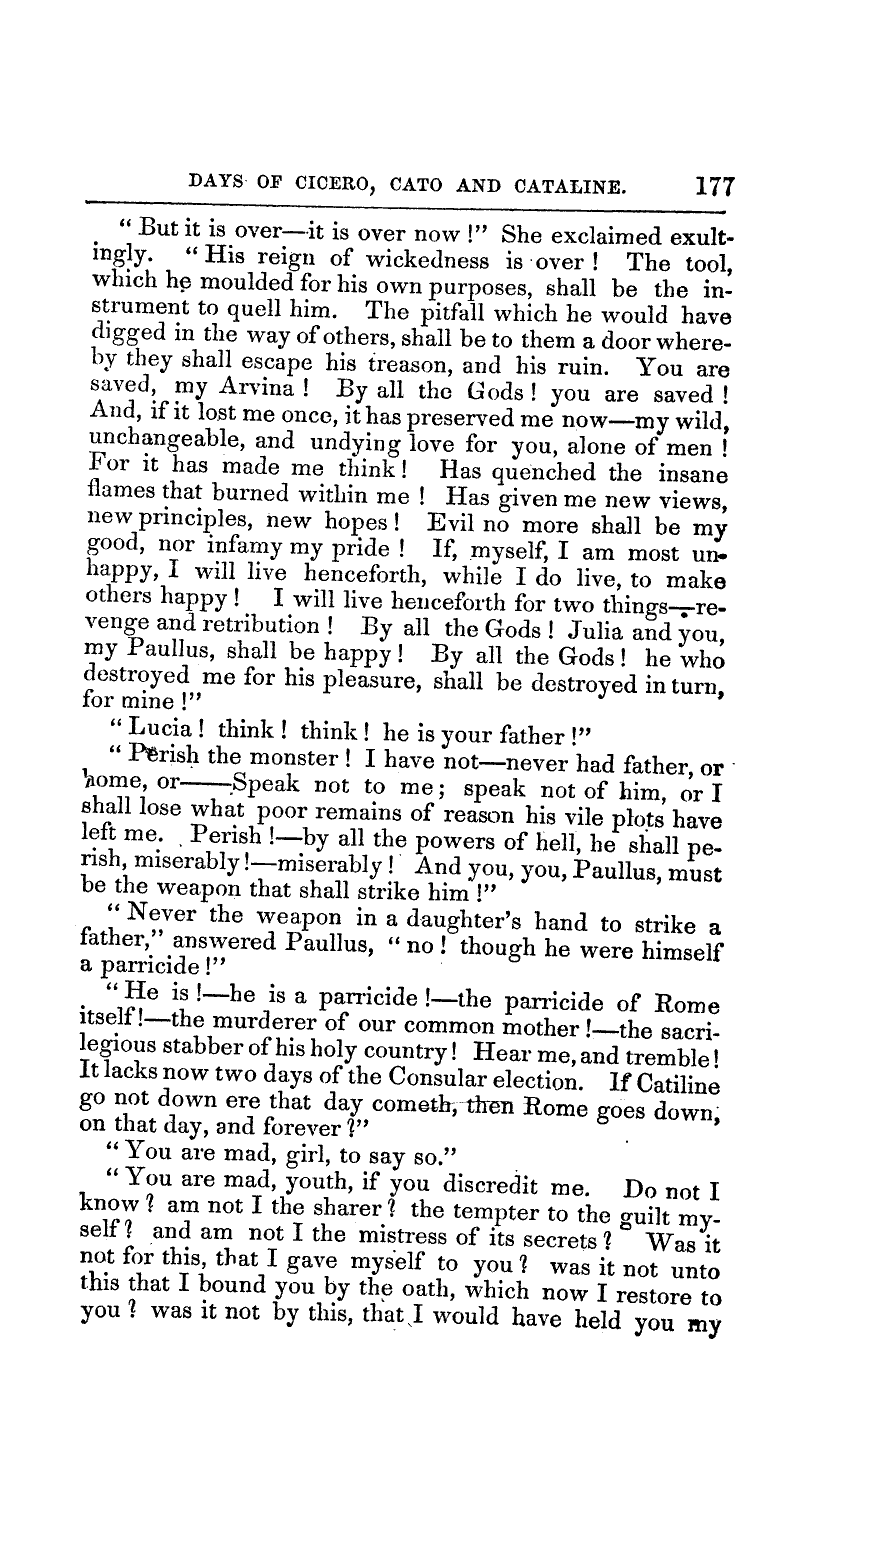 DAYS OF CICERO, CATO AND CATALINE. 177
" But it is over—it is over now !" She exclaimed exult-
ingly. " His reign of wickedness is over ! The tool,
which he moulded for his own purposes, shall be the in-
strument to quell him. The pitfall which he would have
digged in the way of others, shall be to them a door where-
by they shall escape his treason, and his ruin. You are
saved, my Arvina ! By all the Gods ! you are saved !
And, if it lost me once, it has preserved me now—my wild,
unchangeable, and undying love for you, alone of men !
For it has made me think ! Has quenched the insane
flames that burned within me ! Has given me new views,
new principles, new hopes ! Evil no more shall be my
good, nor infamy my pride ! If, myself, I am most un-
happy, I will live henceforth, while I do live, to make
others happy ! I will live henceforth for two things—re-
venge and retribution ! By all the Gods ! Julia and you,
my Paullus, shall be happy ! By all the Gods ! he who
destroyed me for his pleasure, shall be destroyed in turn,
for mine !"
" Lucia ! think ! think ! he is your father !"
" Perish the monster ! I have not—never had father, or
home, or——Speak not to me ; speak not of him, or I
shall lose what poor remains of reason his vile plots have
left me. Perish !—by all the powers of hell, he shall pe-
rish, miserably !—miserably ! And you, you, Paullus, must
be the weapon that shall strike him !"
" Never the weapon in a daughter's hand to strike a
father," answered Paullus, " no ! though he were himself
a parricide !"
" He is !—he is a parricide !—the parricide of Rome
itself !—the murderer of our common mother !—the sacri-
legious stabber of his holy country ! Hear me, and tremble !
It lacks now two days of the Consular election. If Catiline
go not down ere that day cometh, then Rome goes down,
on that day, and forever ?"
" You are mad, girl, to say so."
" You are mad, youth, if you discredit me. Do not I
know ? am not I the sharer ? the tempter to the guilt my-
self ? and am not I the mistress of its secrets ? Was it
not for this, that I gave myself to you ? was it not unto
this that I bound you by the oath, which now I restore to
you ? was it not by this, that I would have held you my